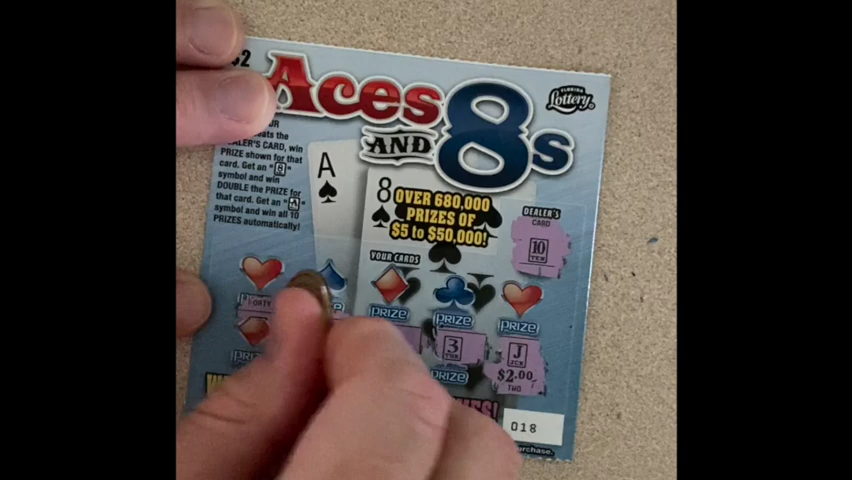 $2
Aces
AND 8s
FLORIDA
Lottery
DEALER'S CARD, win
PRIZE shown for that
card. Get an "8"
symbol and win
DOUBLE the PRIZE for
that card. Get an "A"
symbol and win all 10
PRIZES automatically!
A
8
OVER 680,000
PRIZES OF
$5 to $50,000!
DEALER'S
CARD
10
TEN
YOUR CARDS
PRIZE
PRIZE
PRIZE
FORTY
3
THR
J
JCK
PRIZE
$2.00
TWO
018